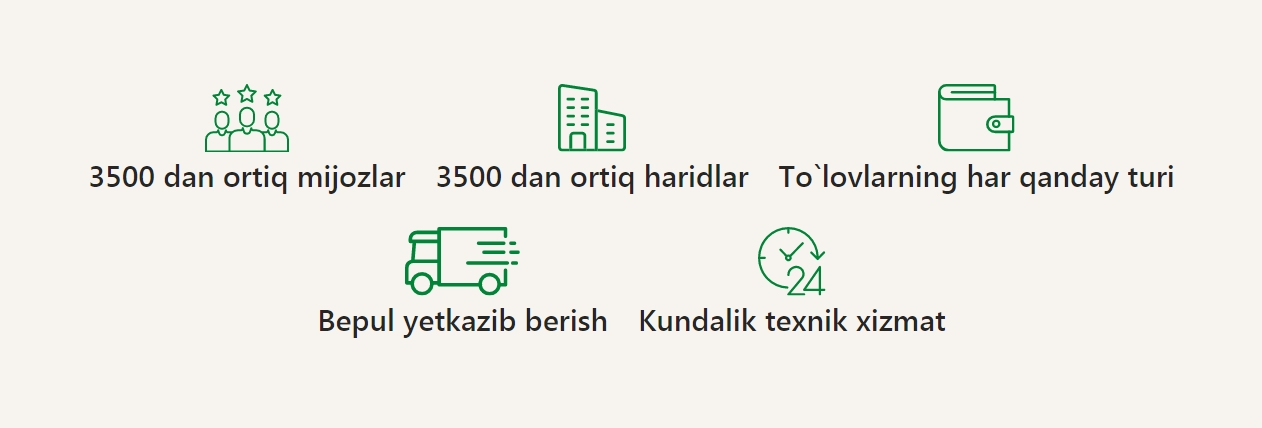 3500 dan ortiq mijozlar
3500 dan ortiq haridlar
To`lovlarning har qanday turi
Bepul yetkazib berish
24
Kundalik texnik xizmat